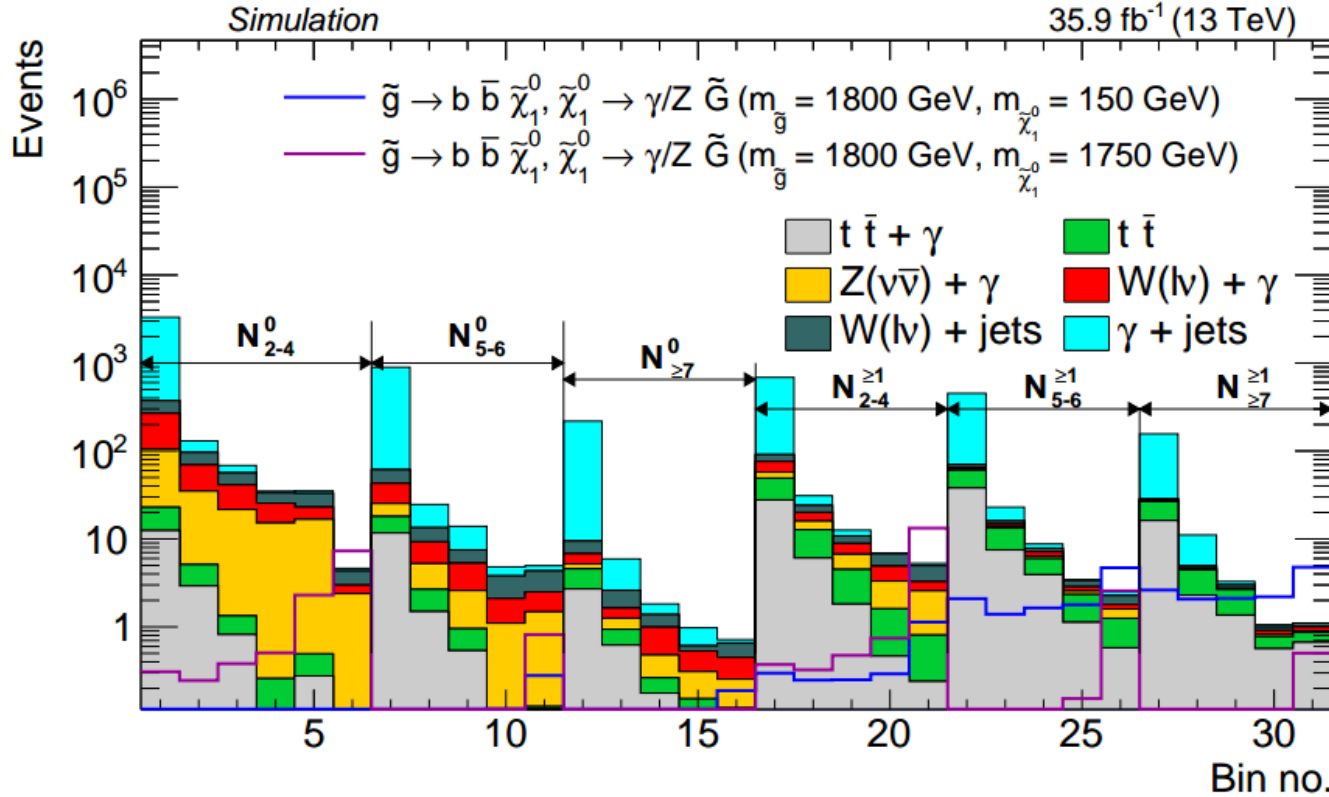 Simulation 35.9 fb⁻¹ (13 TeV)
Events
10⁶
10⁵
10⁴
10³
10²
10
1
g̃ → b b̄ χ̃₁⁰, χ̃₁⁰ → γ/Z G̃ (m_g̃ = 1800 GeV, m_χ̃₁⁰ = 150 GeV)
g̃ → b b̄ χ̃₁⁰, χ̃₁⁰ → γ/Z G̃ (m_g̃ = 1800 GeV, m_χ̃₁⁰ = 1750 GeV)
t t̄ + γ t t̄
Z(νν̄) + γ W(lν) + γ
W(lν) + jets γ + jets
N⁰₂₋₄ N⁰₅₋₆ N⁰≥₇ N≥¹₂₋₄ N≥¹₅₋₆ N≥¹≥₇
5 10 15 20 25 30
Bin no.